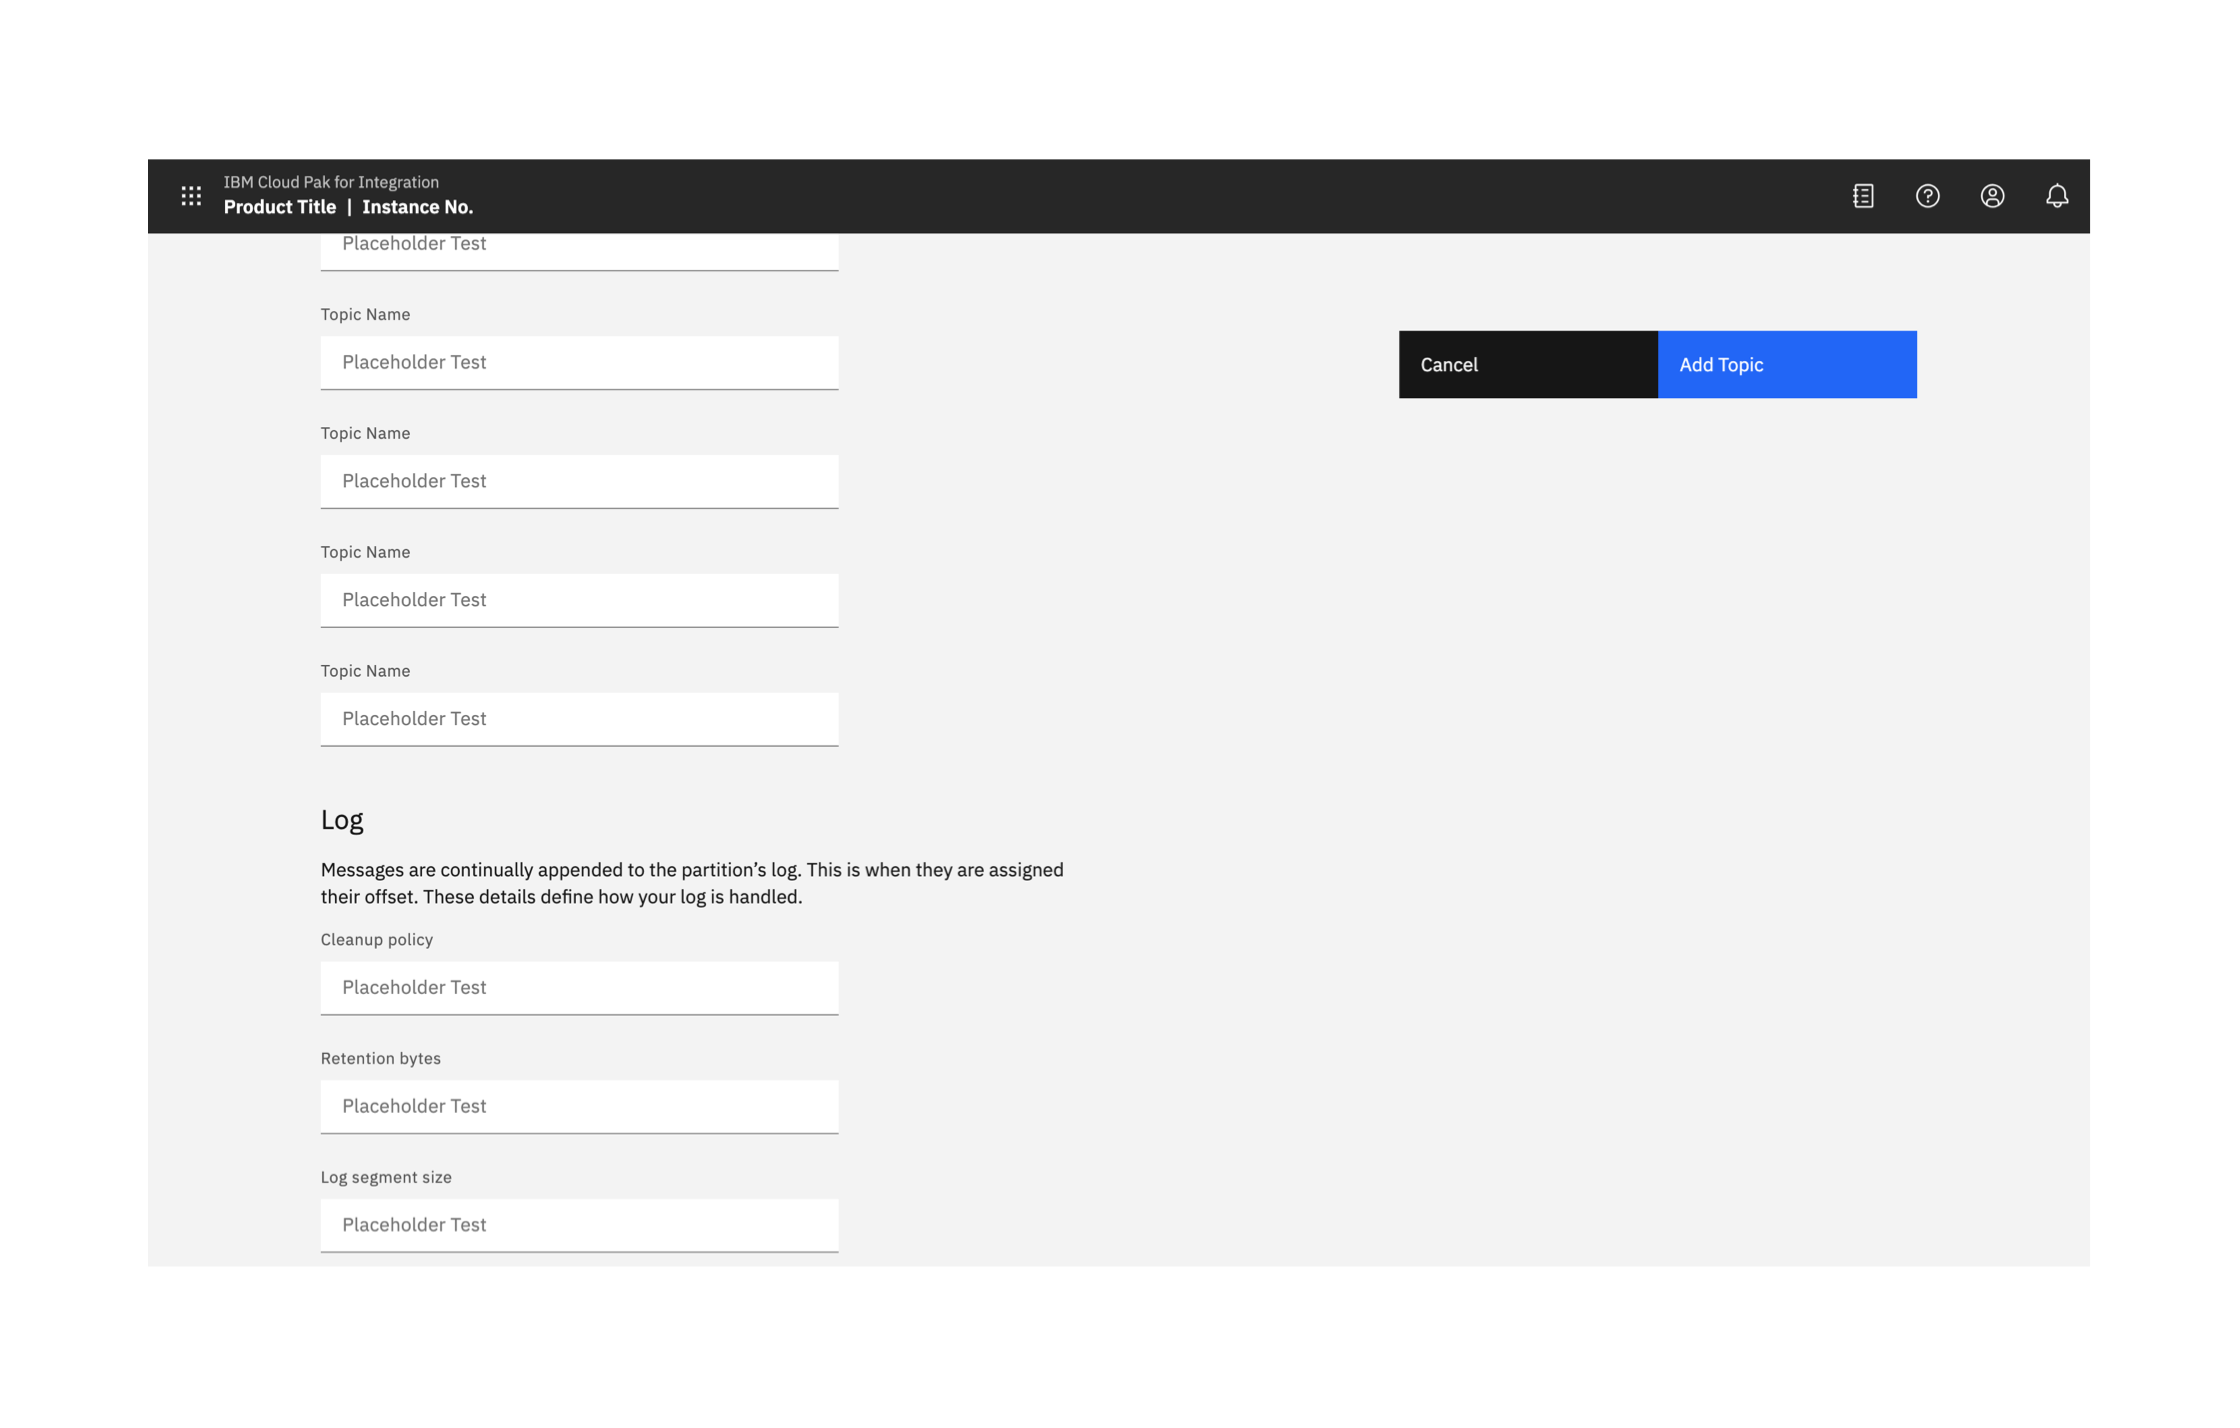 IBM Cloud Pak for Integration
Product Title | Instance No.
Placeholder Test
Topic Name
Placeholder Test
Cancel
Add Topic
Topic Name
Placeholder Test
Topic Name
Placeholder Test
Topic Name
Placeholder Test
Log
Messages are continually appended to the partition’s log. This is when they are assigned
their offset. These details define how your log is handled.
Cleanup policy
Placeholder Test
Retention bytes
Placeholder Test
Log segment size
Placeholder Test